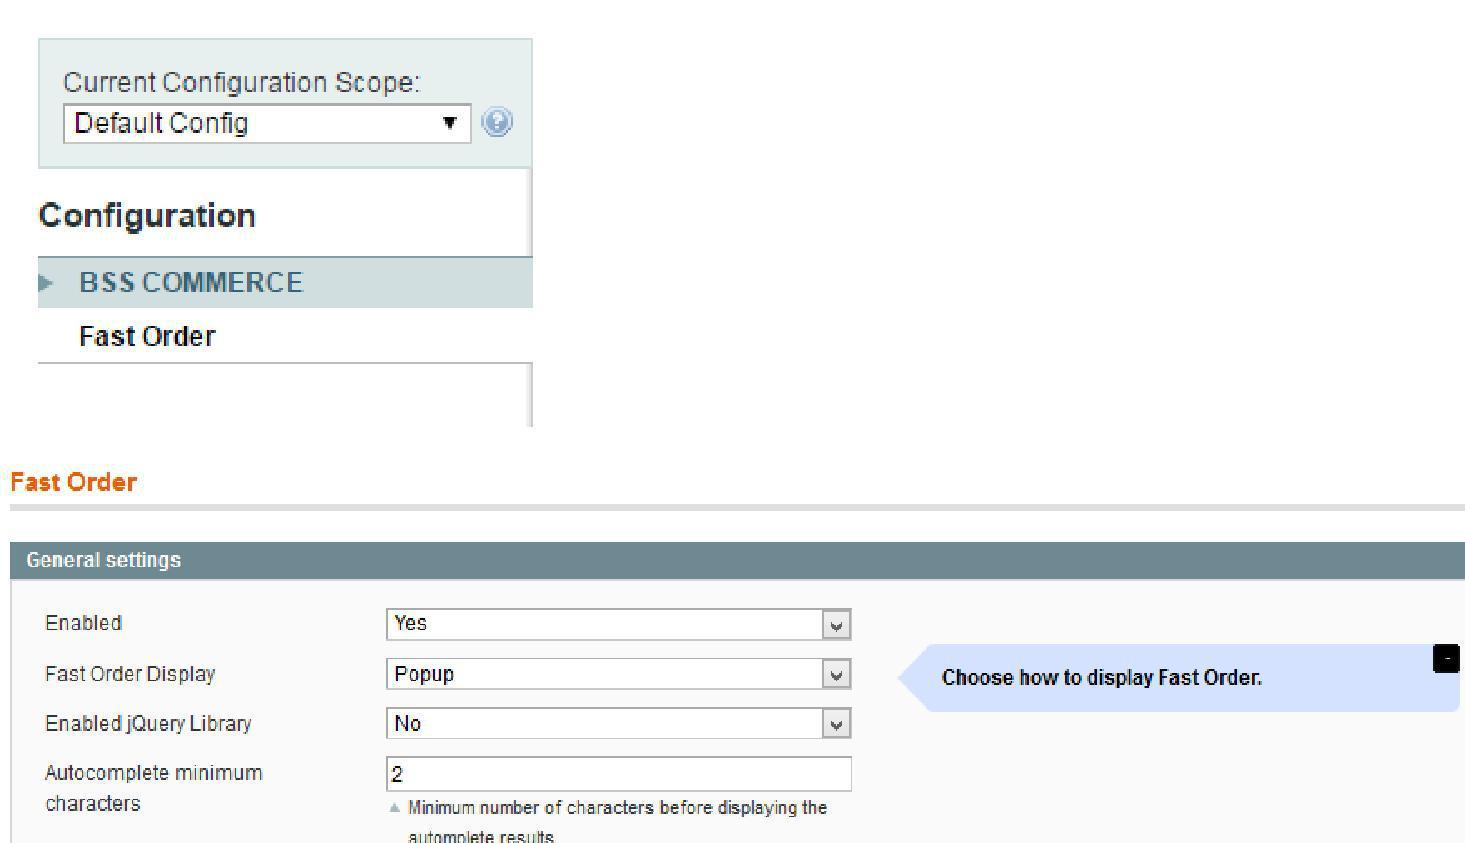 Current Configuration Scope:
Default Config
Configuration
BSS COMMERCE
Fast Order
Fast Order
General settings
Enabled
Yes
Fast Order Display
Popup
Choose how to display Fast Order.
-
Enabled jQuery Library
No
Autocomplete minimum
characters
2
Minimum number of characters before displaying the
automplete results